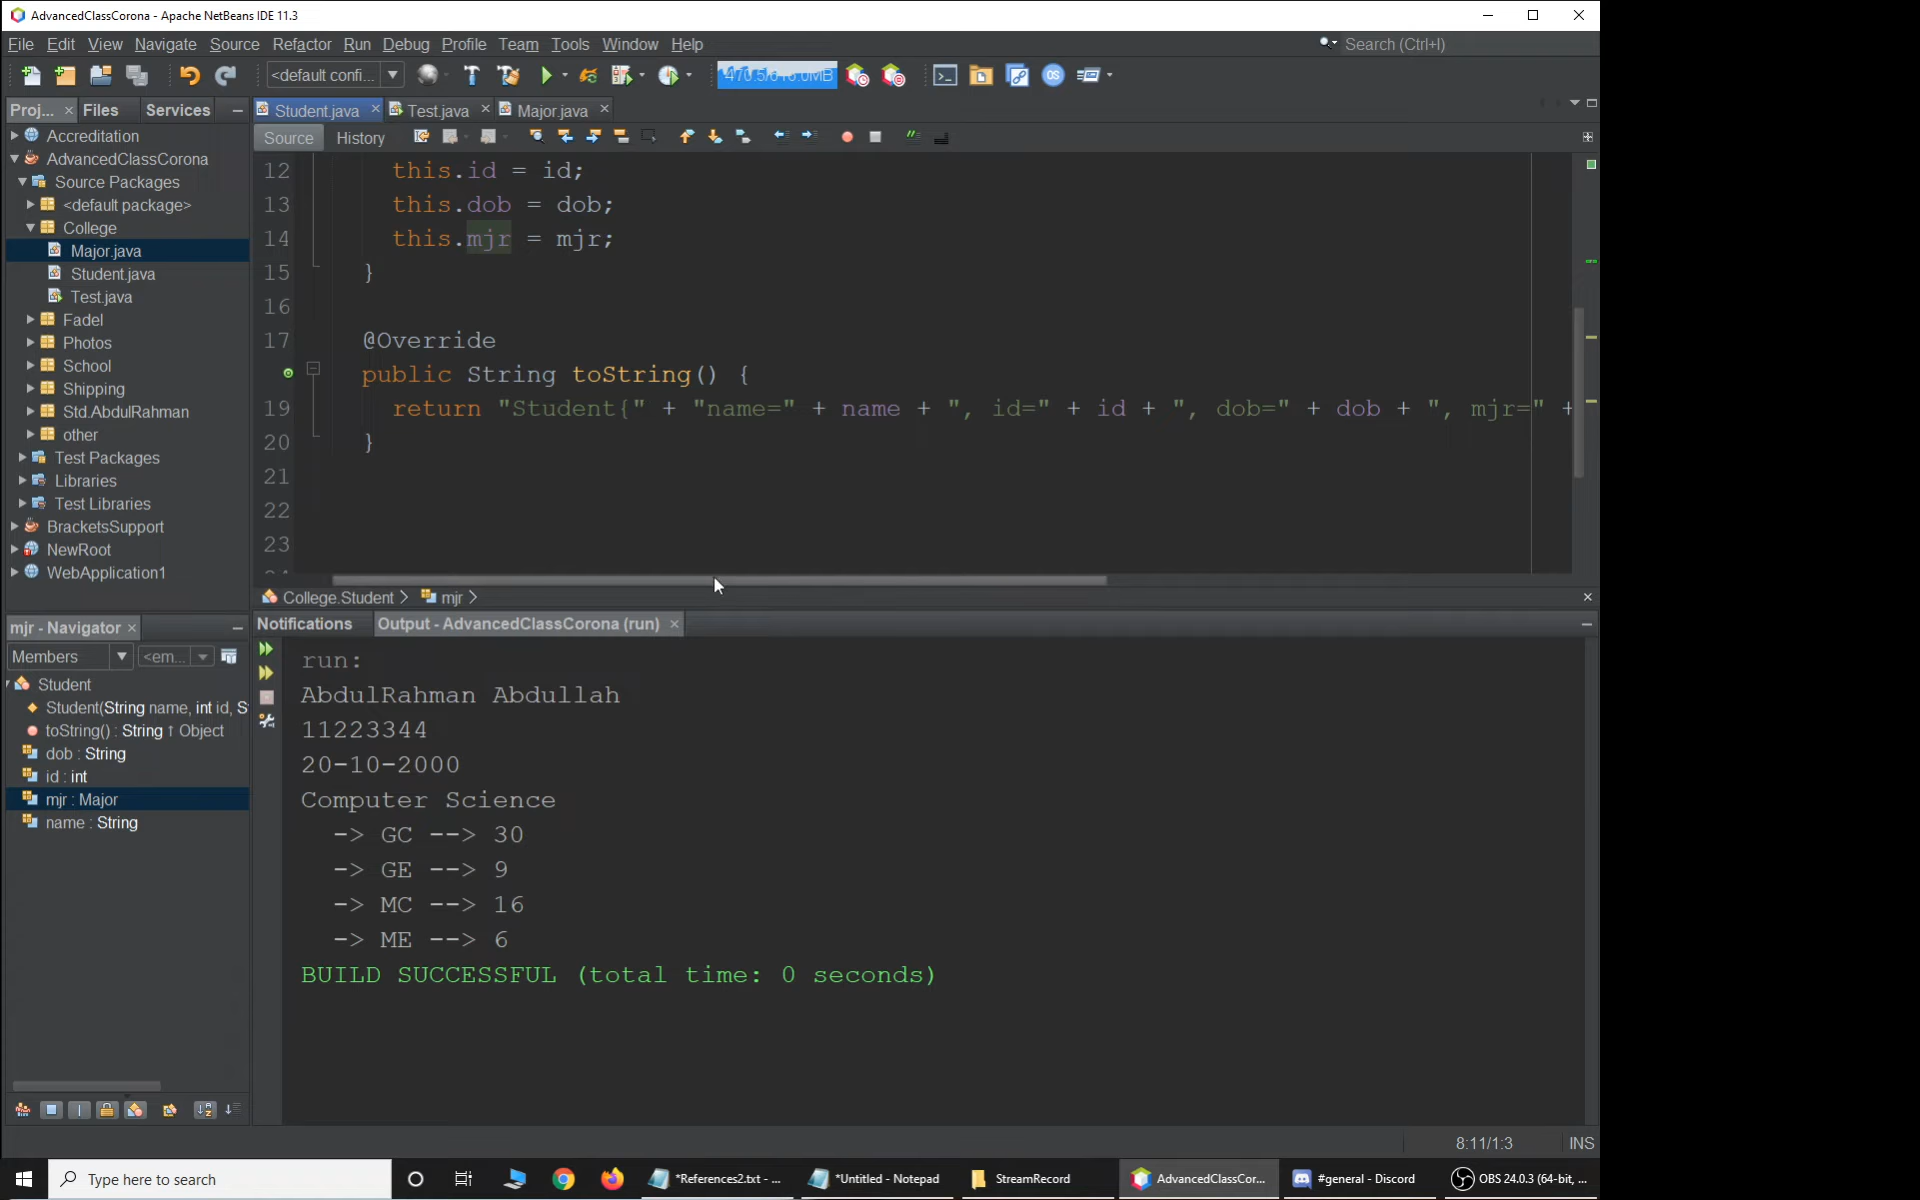 AdvancedClassCorona - Apache NetBeans IDE 11.3
File Edit View Navigate Source Refactor Run Debug Profile Team Tools Window Help
Search (Ctrl+I)
<default confi...
Proj... Files Services
Student.java Test.java Major.java
Source History
Accreditation
AdvancedClassCorona
Source Packages
<default package>
College
Major.java
Student.java
Test.java
Fadel
Photos
School
Shipping
Std.AbdulRahman
other
Test Packages
Libraries
Test Libraries
BracketsSupport
NewRoot
WebApplication1
12 this.id = id;
13 this.dob = dob;
14 this.mjr = mjr;
15 }
16
17 @Override
public String toString() {
19 return "Student{" + "name=" + name + ", id=" + id + ", dob=" + dob + ", mjr=" +
20 }
21
22
23
College.Student mjr
mjr - Navigator
Members <em...
Student
Student(String name, int id, S
toString() : String ↑ Object
dob : String
id : int
mjr : Major
name : String
Notifications Output - AdvancedClassCorona (run)
run:
AbdulRahman Abdullah
11223344
20-10-2000
Computer Science
-> GC --> 30
-> GE --> 9
-> MC --> 16
-> ME --> 6
BUILD SUCCESSFUL (total time: 0 seconds)
8:11/1:3 INS
Type here to search
*References2.txt - ...
*Untitled - Notepad
StreamRecord
AdvancedClassCor...
#general - Discord
OBS 24.0.3 (64-bit, ...